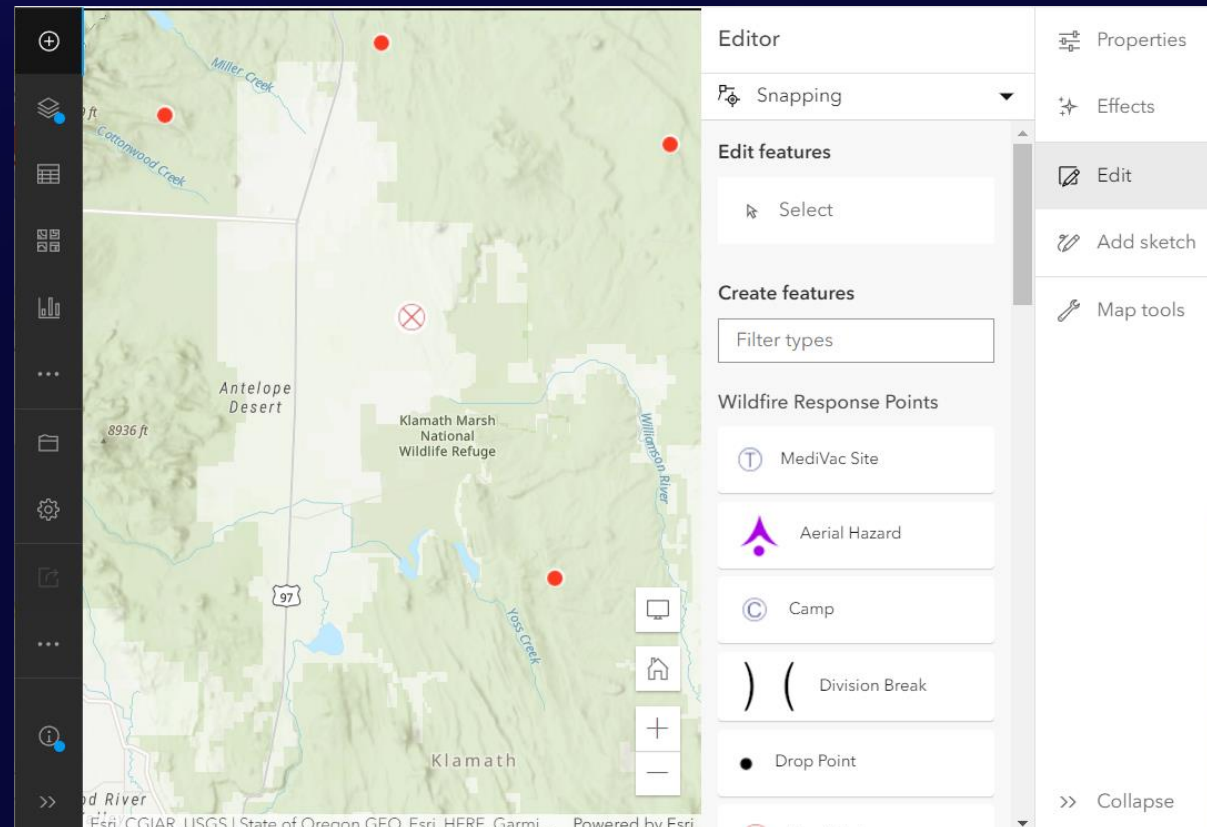 Miller Creek
ft
Cottonwood Creek
Antelope
Desert
8936 ft
Klamath Marsh
National
Wildlife Refuge
Williamson River
97
Yoss Creek
Klamath
d River
Esri, CGIAR, USGS | State of Oregon GEO, Esri, HERE, Garmi...
Powered by Esri
Editor
Snapping
Edit features
Select
Create features
Filter types
Wildfire Response Points
T MediVac Site
Aerial Hazard
C Camp
) ( Division Break
Drop Point
Properties
Effects
Edit
Add sketch
Map tools
>> Collapse